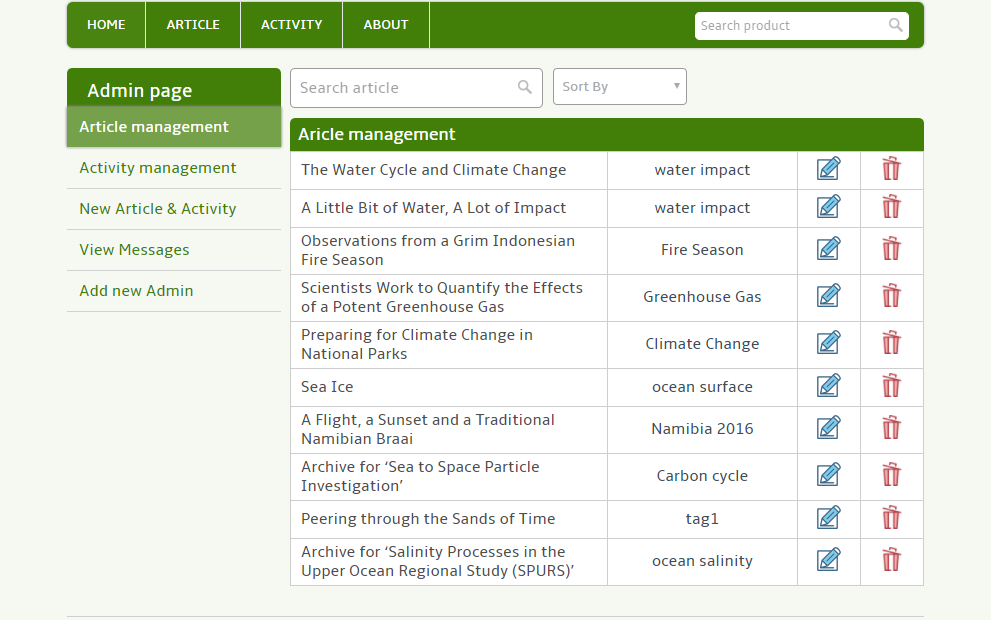 HOME ARTICLE ACTIVITY ABOUT Search product
Admin page
Article management
Activity management
New Article & Activity
View Messages
Add new Admin
Search article Sort By
Aricle management
The Water Cycle and Climate Change water impact
A Little Bit of Water, A Lot of Impact water impact
Observations from a Grim Indonesian
Fire Season
Fire Season
Scientists Work to Quantify the Effects
of a Potent Greenhouse Gas
Greenhouse Gas
Preparing for Climate Change in
National Parks
Climate Change
Sea Ice ocean surface
A Flight, a Sunset and a Traditional
Namibian Braai
Namibia 2016
Archive for ‘Sea to Space Particle
Investigation’
Carbon cycle
Peering through the Sands of Time tag1
Archive for ‘Salinity Processes in the
Upper Ocean Regional Study (SPURS)’
ocean salinity